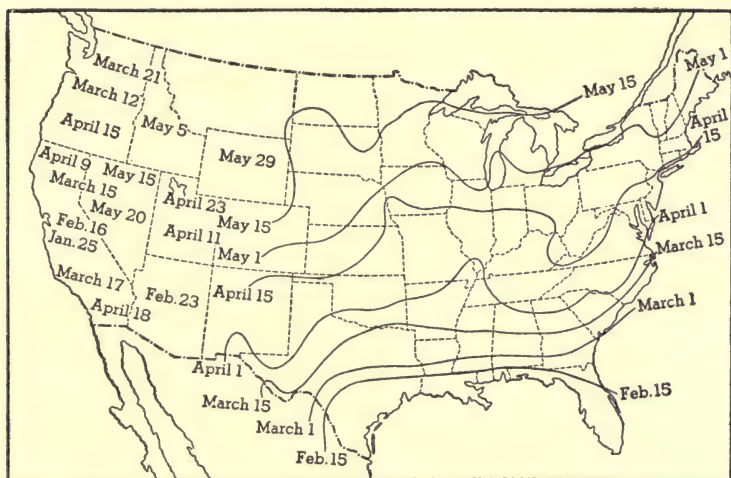 May 1
March 21
May 15
March 12
April
15
April 15
May 5
May 29
April 9
May 15
March 15
May 20
April 23
May 15
Feb. 16
Jan. 25
April 11
May 1
April 1
March 15
March 17
Feb. 23
April 15
April 18
March 1
April 1
March 15
March 1
Feb. 15
Feb. 15